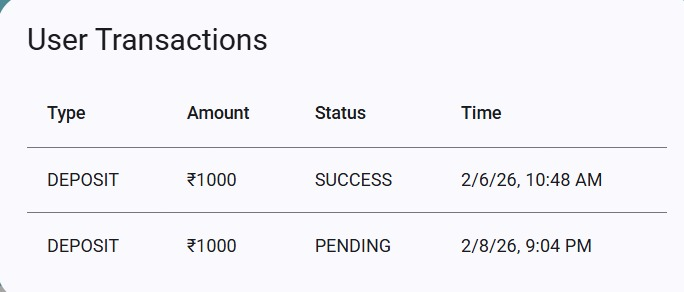 User Transactions
Type Amount Status Time
DEPOSIT ₹1000 SUCCESS 2/6/26, 10:48 AM
DEPOSIT ₹1000 PENDING 2/8/26, 9:04 PM